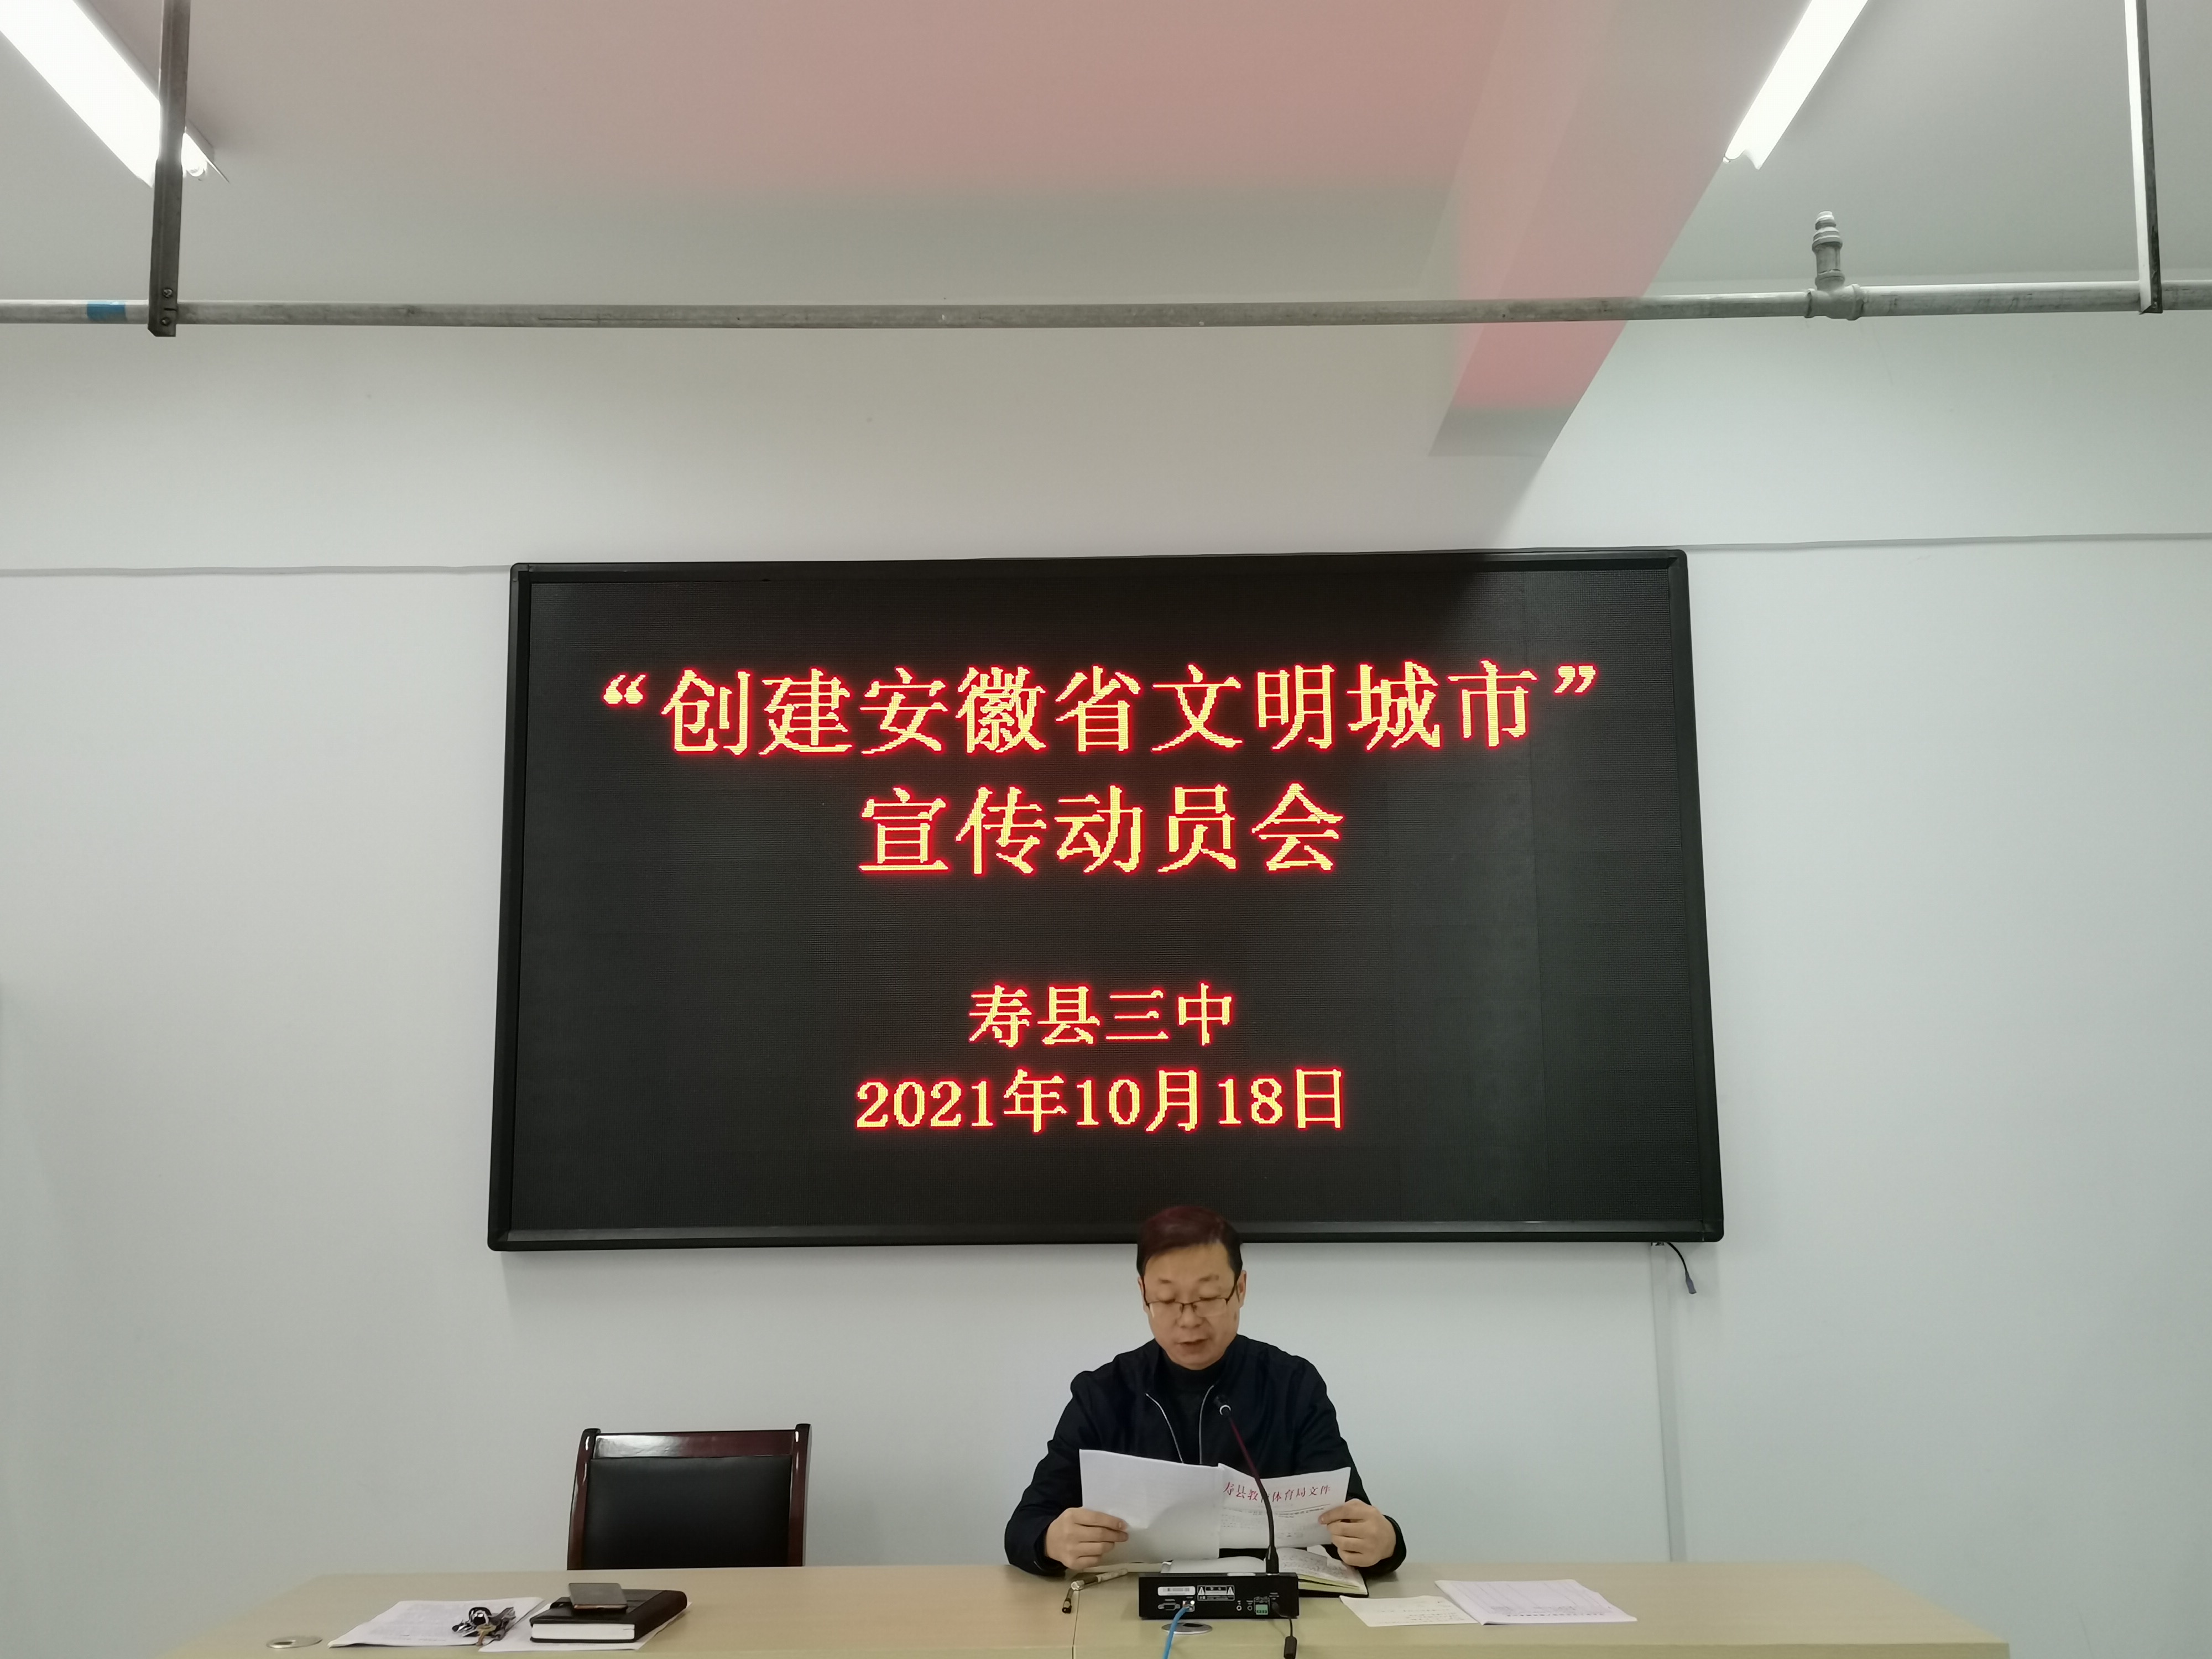 “创建安徽省文明城市”
宣传动员会
寿县三中
2021年10月18日
寿县教 体育局文件